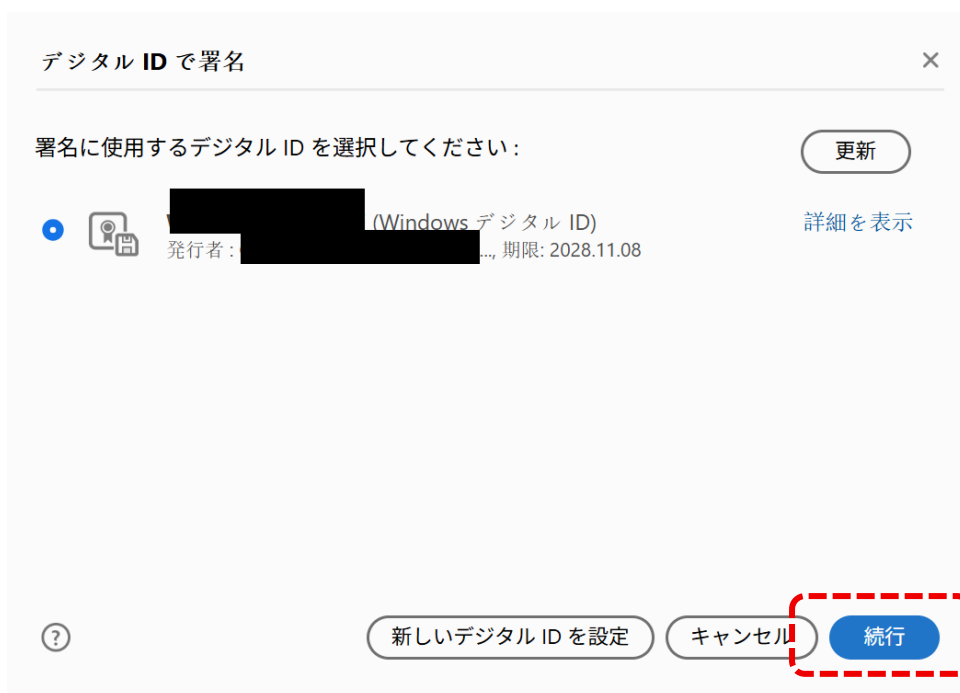 デジタル ID で署名
署名に使用するデジタル ID を選択してください :
更新
(Windows デジタル ID)
詳細を表示
発行者 : ..., 期限: 2028.11.08
新しいデジタル ID を設定
キャンセル
続行